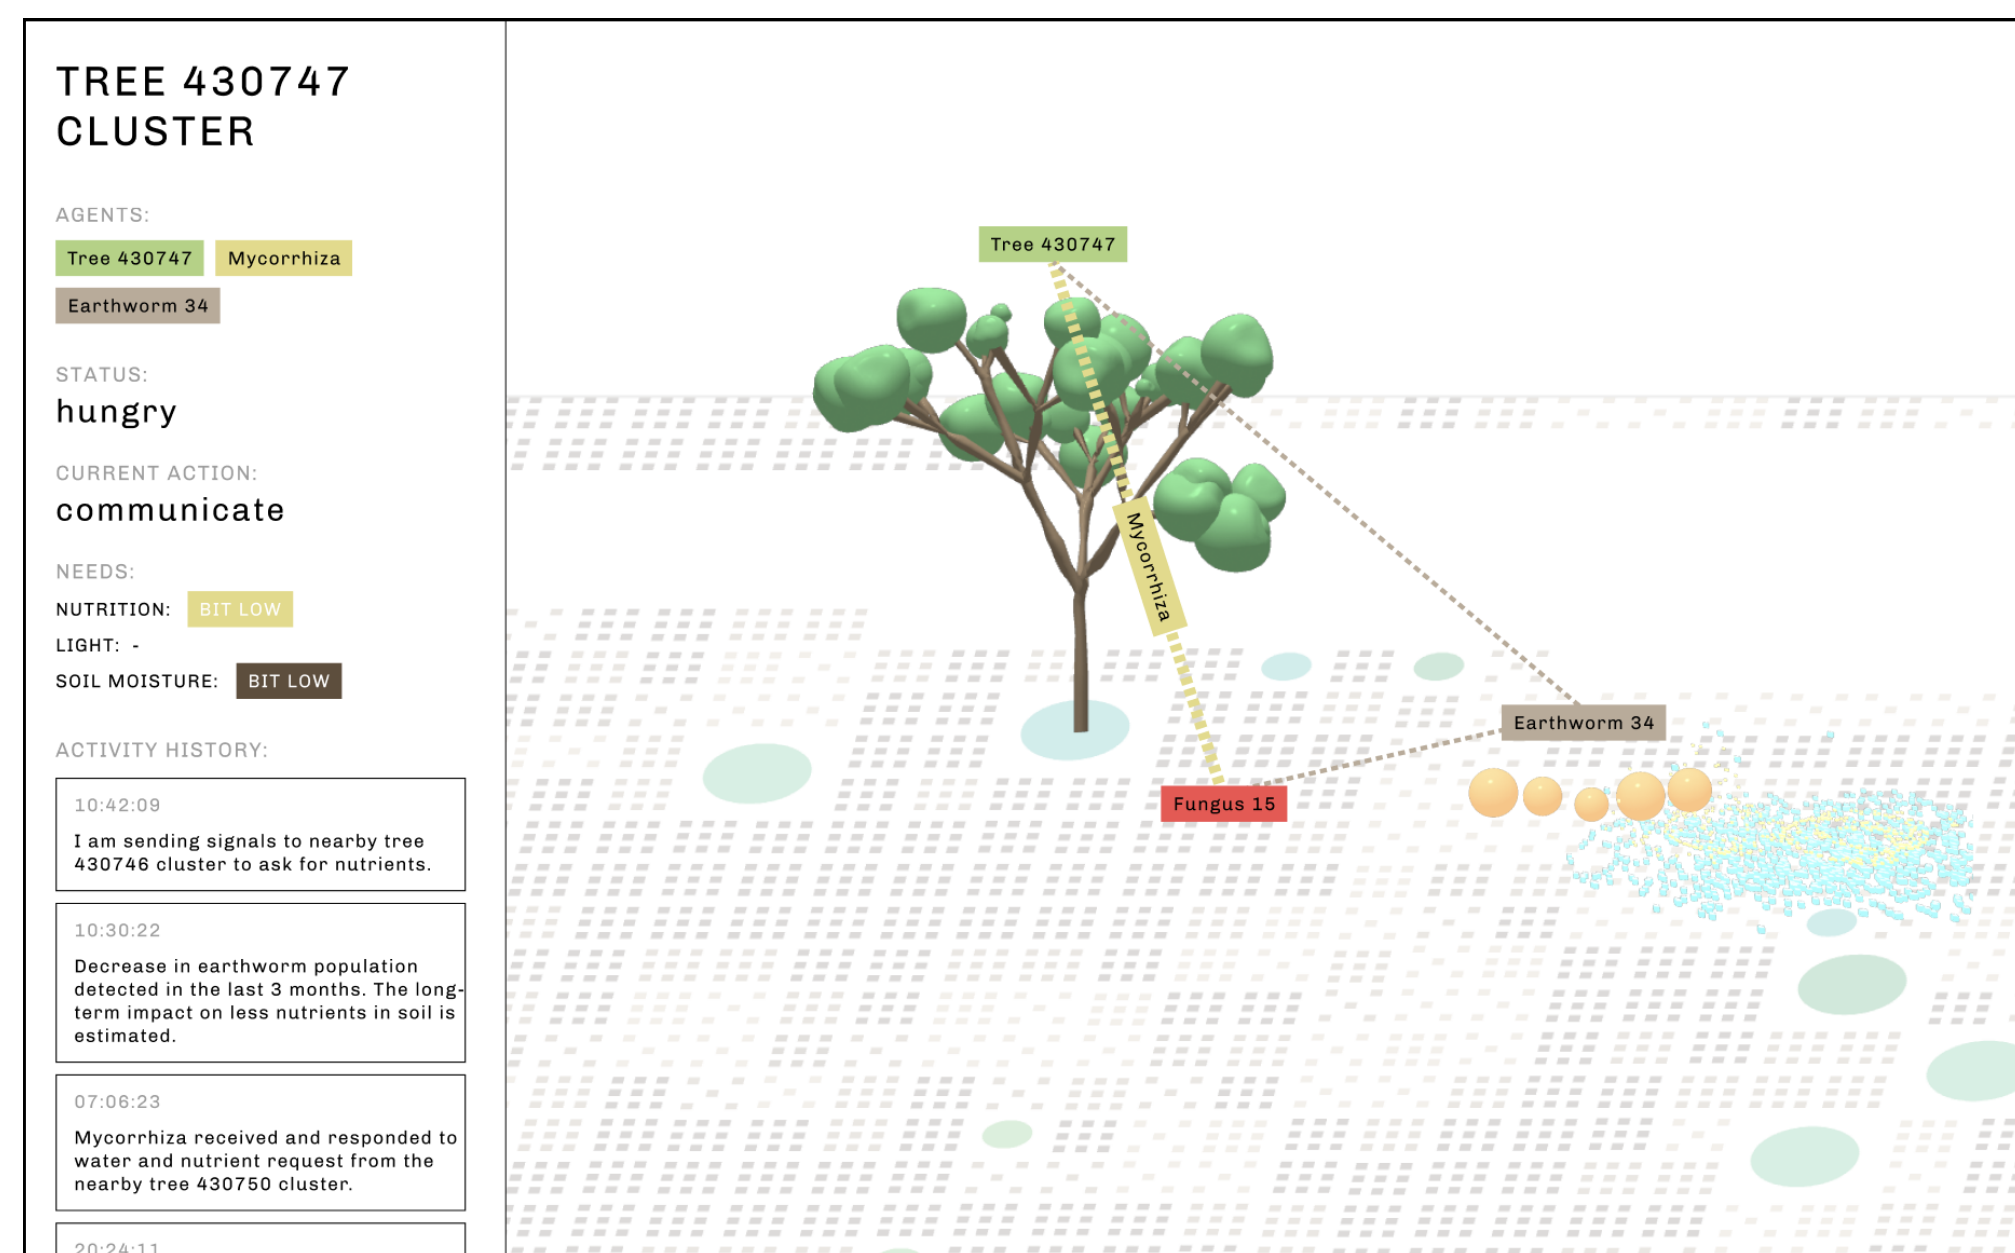 TREE 430747
CLUSTER
AGENTS:
Tree 430747
Mycorrhiza
Earthworm 34
STATUS:
hungry
CURRENT ACTION:
communicate
NEEDS:
NUTRITION: BIT LOW
LIGHT: -
SOIL MOISTURE: BIT LOW
ACTIVITY HISTORY:
10:42:09
I am sending signals to nearby tree
430746 cluster to ask for nutrients.
10:30:22
Decrease in earthworm population
detected in the last 3 months. The long-
term impact on less nutrients in soil is
estimated.
07:06:23
Mycorrhiza received and responded to
water and nutrient request from the
nearby tree 430750 cluster.
20:24:11
Tree 430747
Mycorrhiza
Earthworm 34
Fungus 15